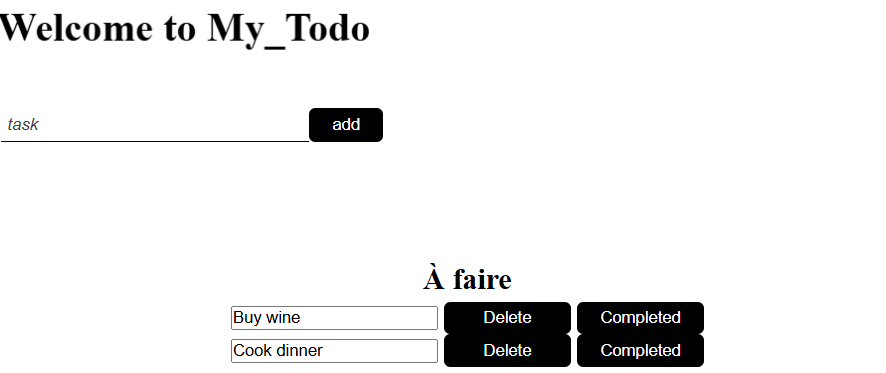 Welcome to My_Todo
task add
À faire
Buy wine Delete Completed
Cook dinner Delete Completed